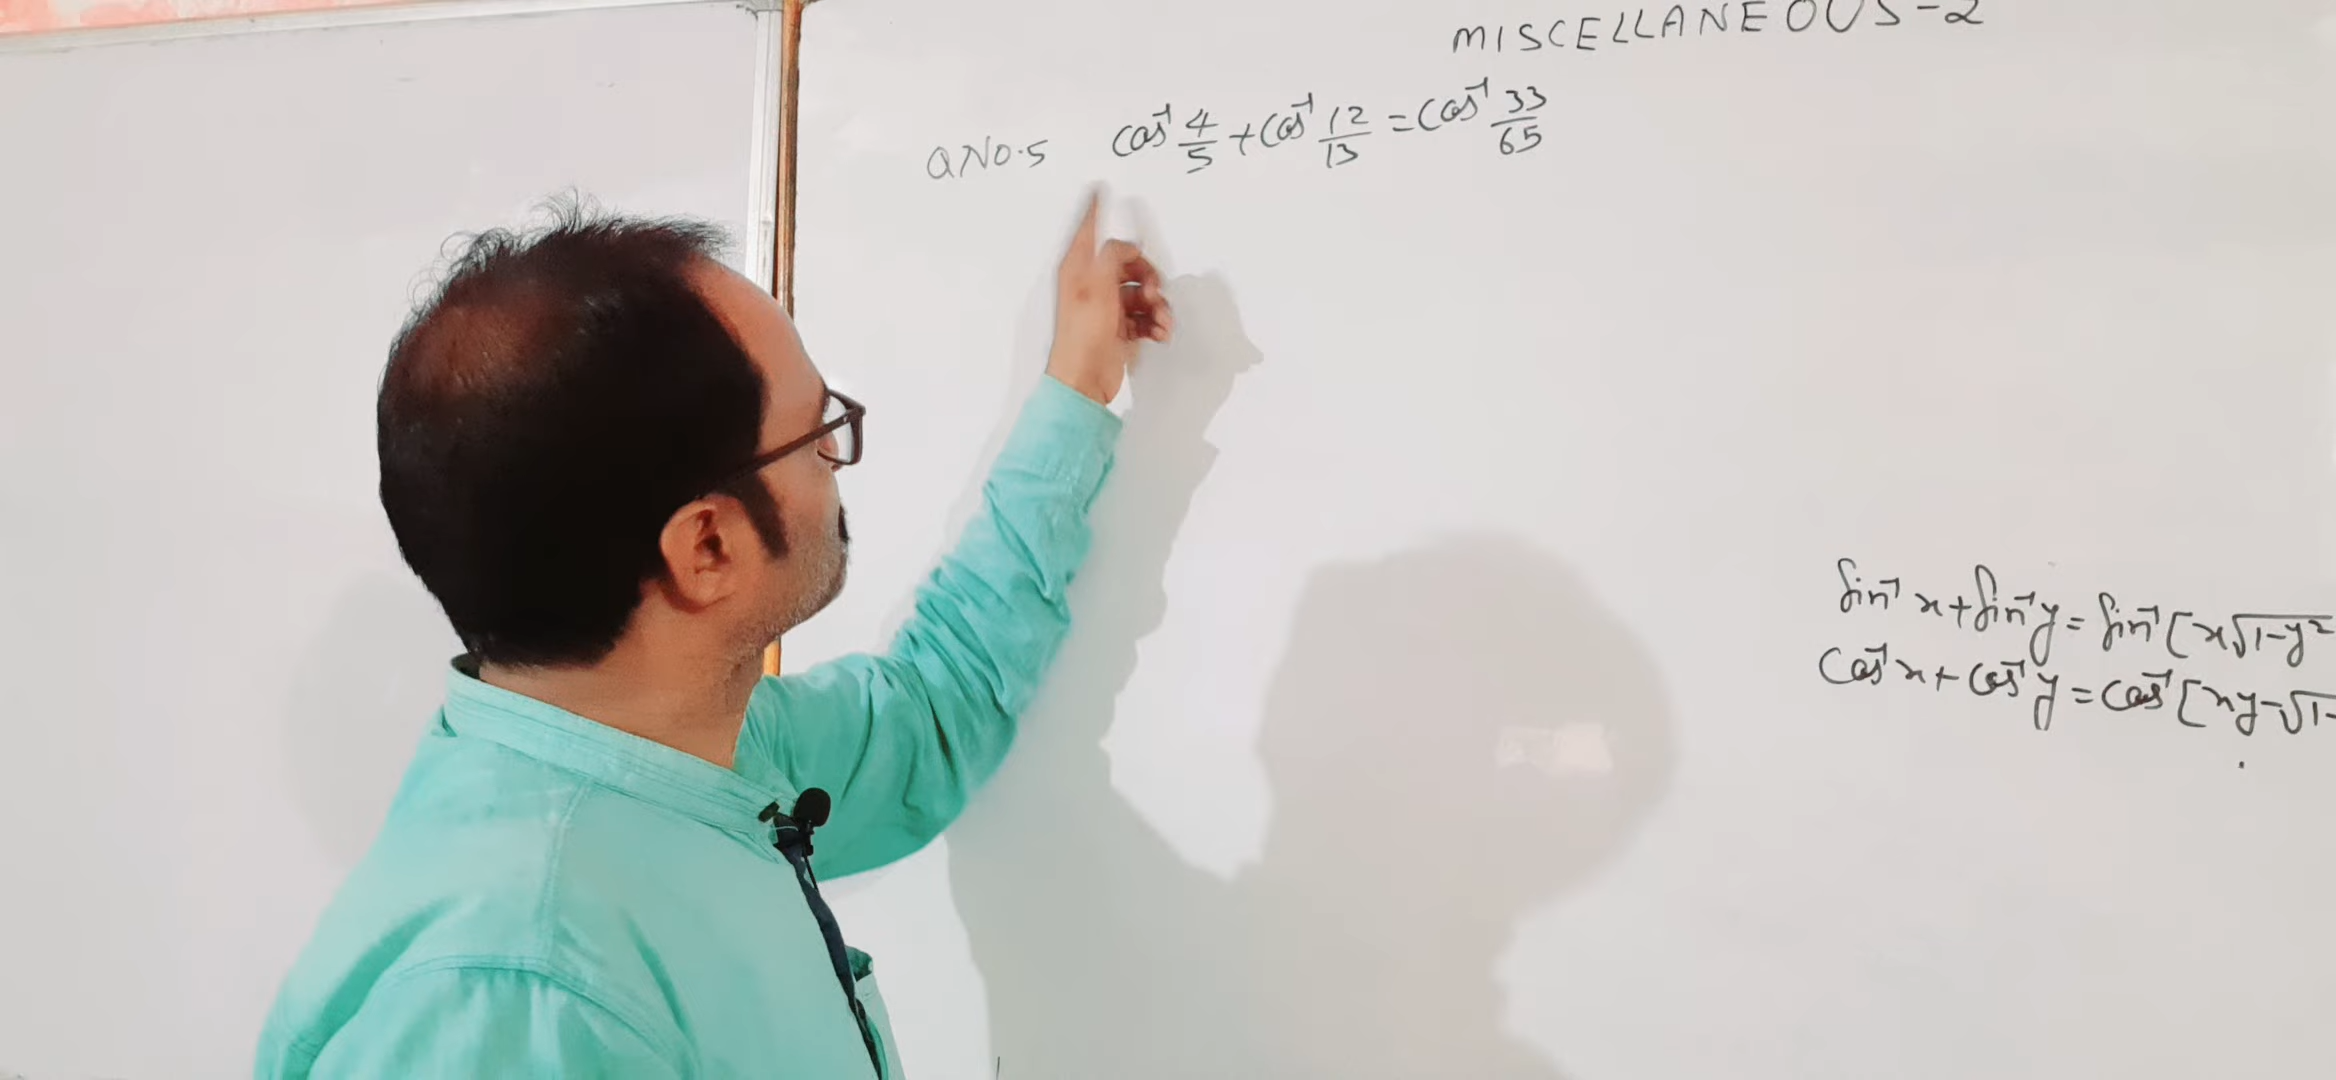 MISCELLANEOUS-2
QNO.5 cos⁻¹ 4/5 + cos⁻¹ 12/13 = cos⁻¹ 33/65
sin⁻¹x + sin⁻¹y = sin⁻¹[x√1-y²
cos⁻¹x + cos⁻¹y = cos⁻¹[xy-√1-